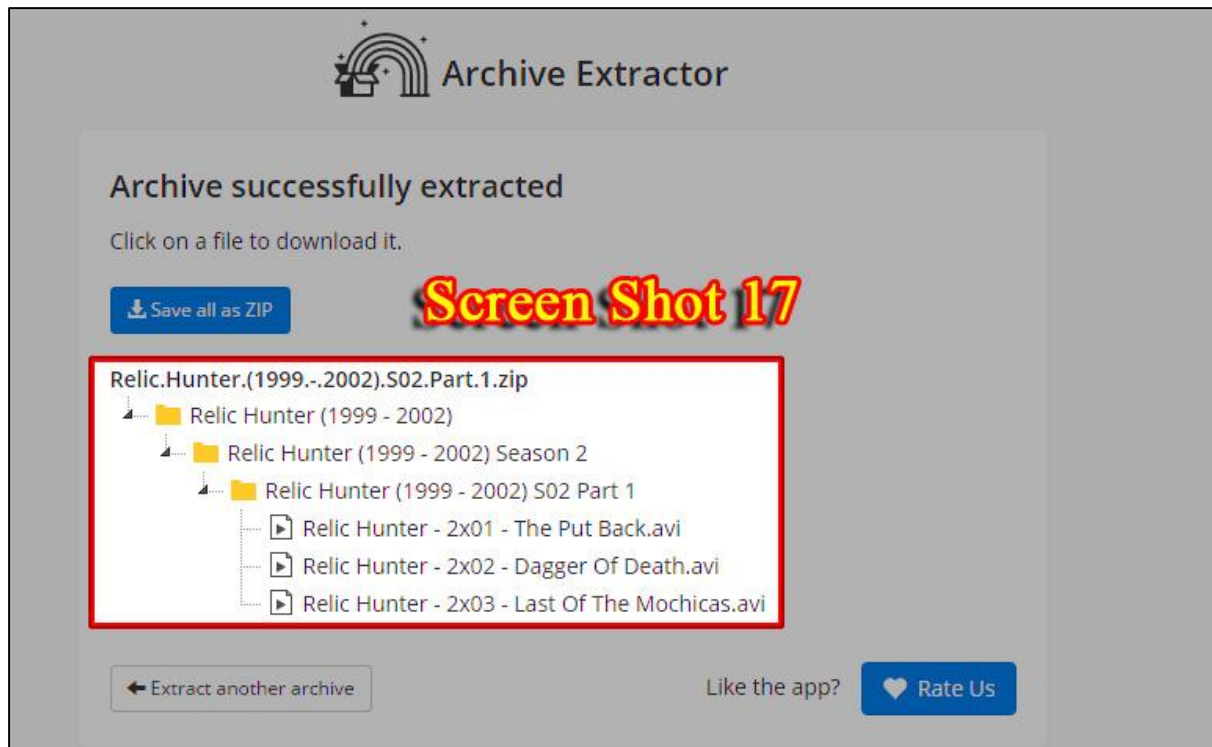 Archive Extractor
Archive successfully extracted
Click on a file to download it.
Save all as ZIP
Screen Shot 17
Relic.Hunter.(1999.-.2002).S02.Part.1.zip
Relic Hunter (1999 - 2002)
Relic Hunter (1999 - 2002) Season 2
Relic Hunter (1999 - 2002) S02 Part 1
Relic Hunter - 2x01 - The Put Back.avi
Relic Hunter - 2x02 - Dagger Of Death.avi
Relic Hunter - 2x03 - Last Of The Mochicas.avi
Extract another archive
Like the app?
Rate Us